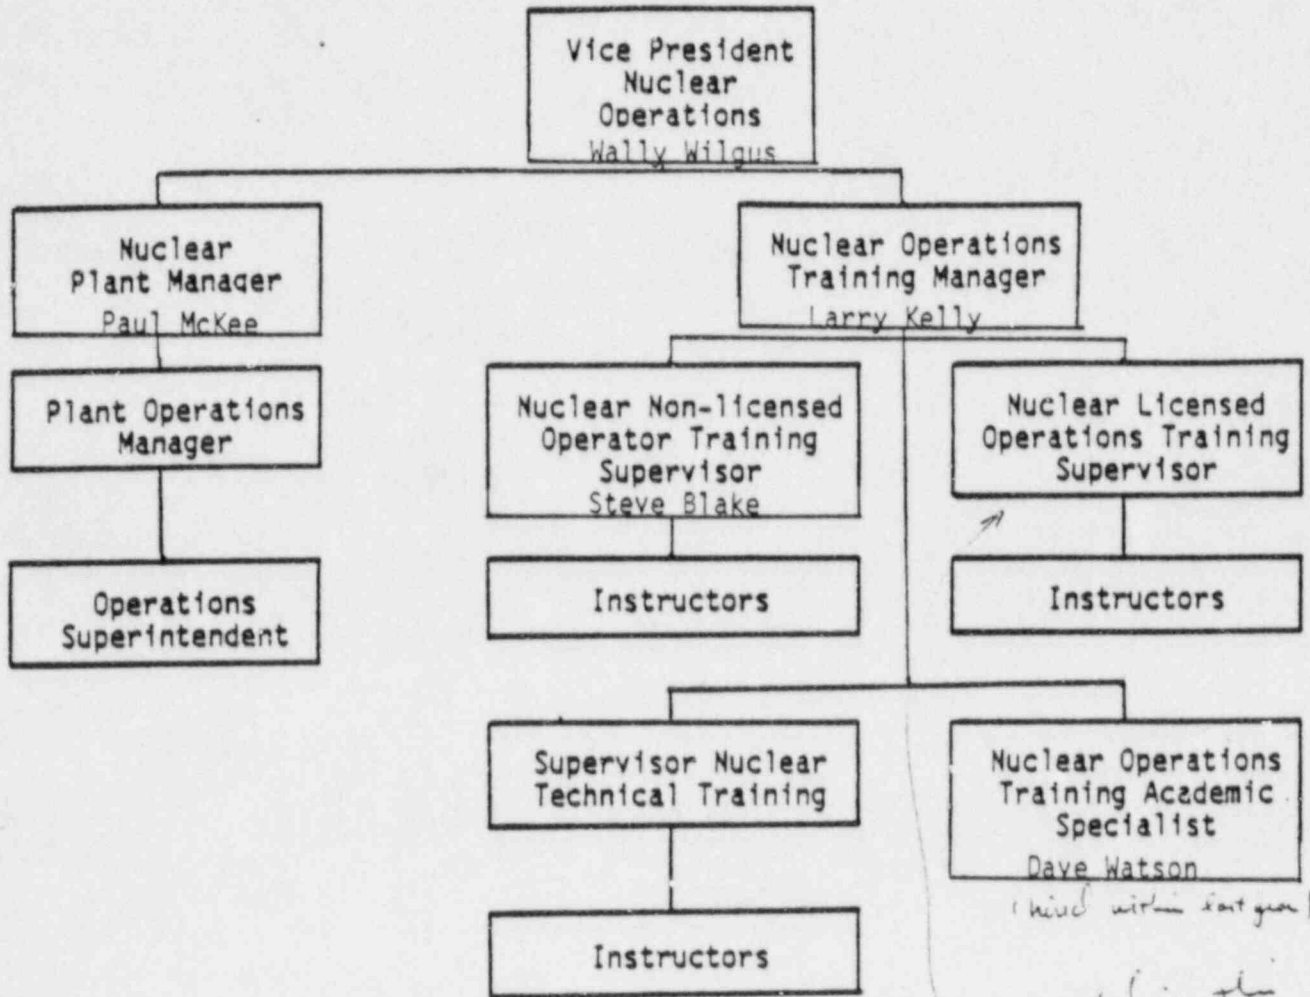 Vice President
Nuclear
Operations
Wally Wilgus
Nuclear
Plant Manager
Paul McKee
Nuclear Operations
Training Manager
Larry Kelly
Plant Operations
Manager
Nuclear Non-licensed
Operator Training
Supervisor
Steve Blake
Nuclear Licensed
Operations Training
Supervisor
Operations
Superintendent
Instructors
Instructors
Supervisor Nuclear
Technical Training
Nuclear Operations
Training Academic
Specialist
Dave Watson
within
Instructors